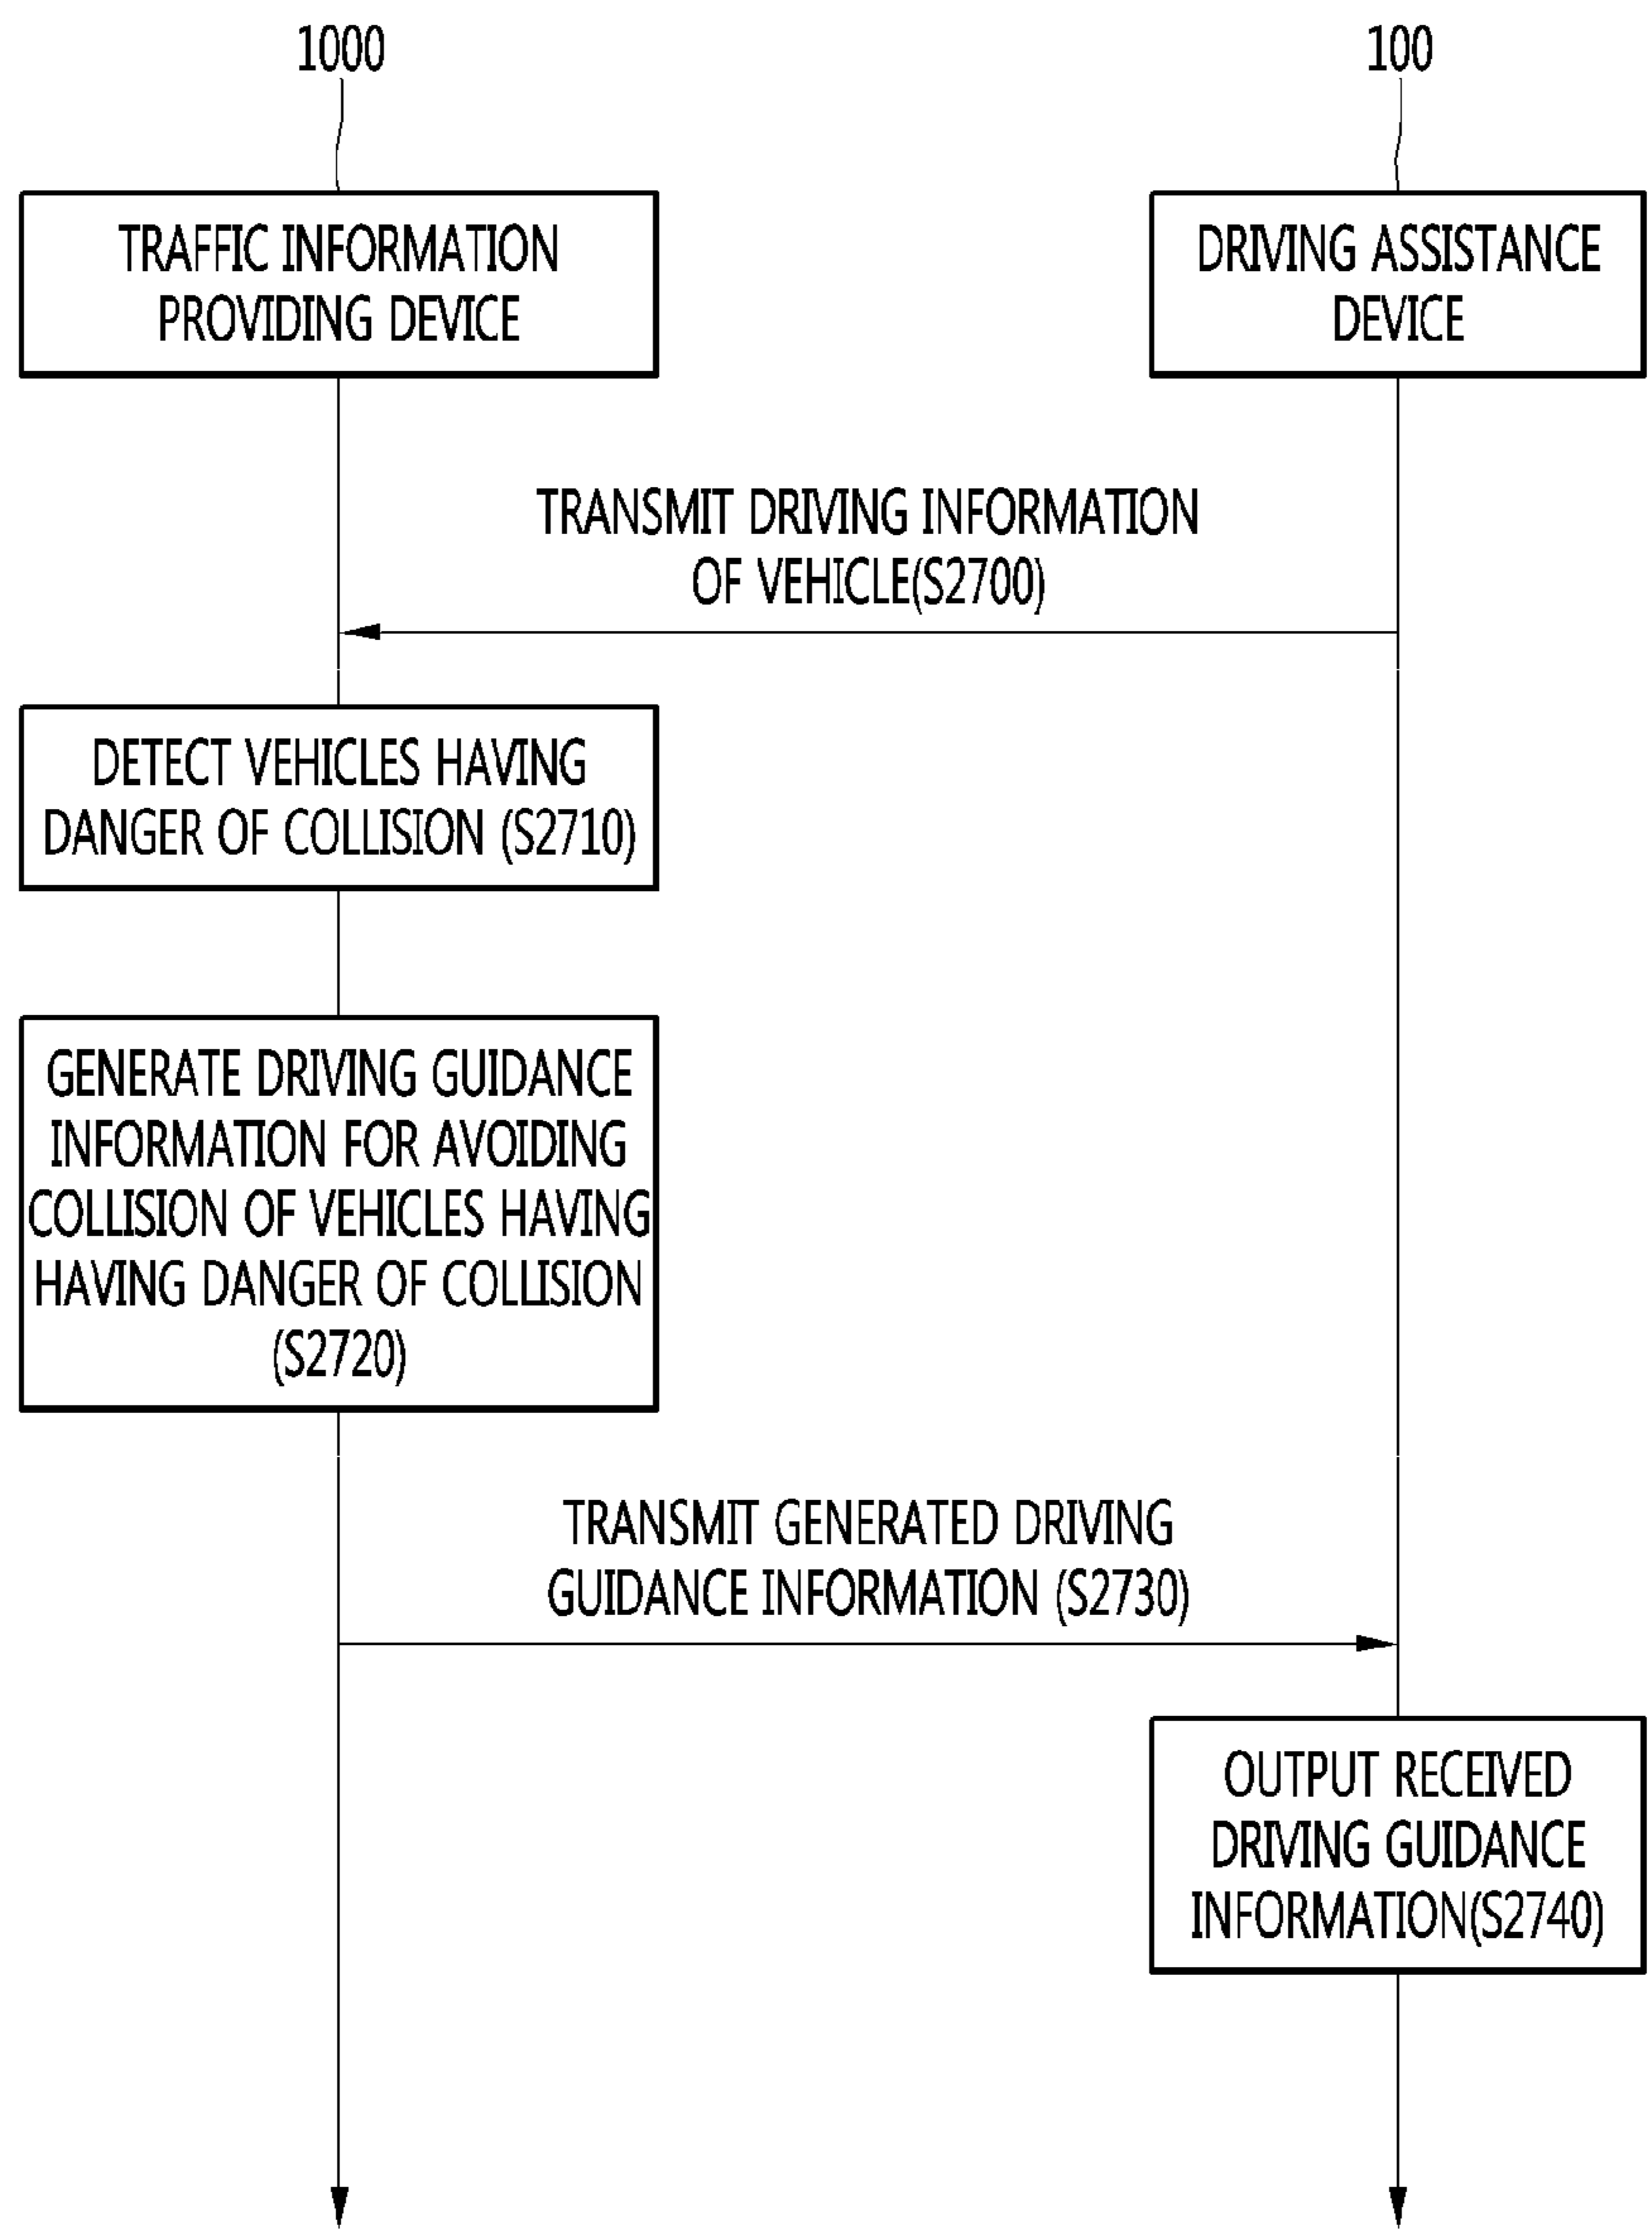 1000
100
TRAFFIC INFORMATION
PROVIDING DEVICE
DRIVING ASSISTANCE
DEVICE
TRANSMIT DRIVING INFORMATION
OF VEHICLE(S2700)
DETECT VEHICLES HAVING
DANGER OF COLLISION (S2710)
GENERATE DRIVING GUIDANCE
INFORMATION FOR AVOIDING
COLLISION OF VEHICLES HAVING
HAVING DANGER OF COLLISION
(S2720)
TRANSMIT GENERATED DRIVING
GUIDANCE INFORMATION (S2730)
OUTPUT RECEIVED
DRIVING GUIDANCE
INFORMATION(S2740)